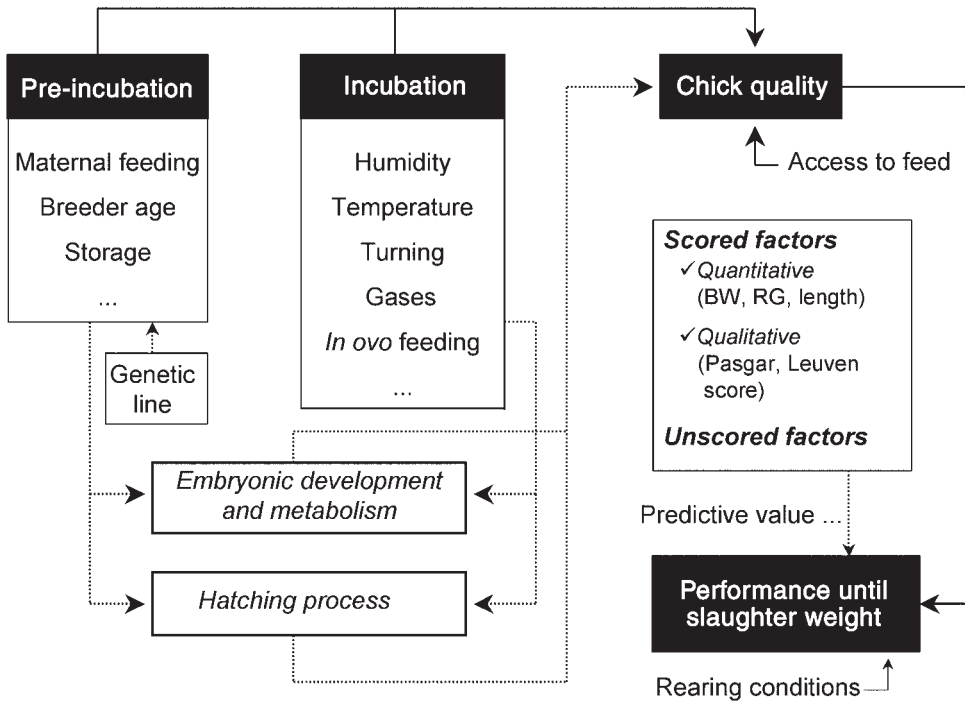 Pre-incubation
Maternal feeding
Breeder age
Storage
...
Genetic
line
Incubation
Humidity
Temperature
Turning
Gases
In ovo feeding
...
Embryonic development
and metabolism
Hatching process
Chick quality
Access to feed
Scored factors
✓Quantitative
(BW, RG, length)
✓Qualitative
(Pasgar, Leuven
score)
Unscored factors
Predictive value ...
Performance until
slaughter weight
Rearing conditions